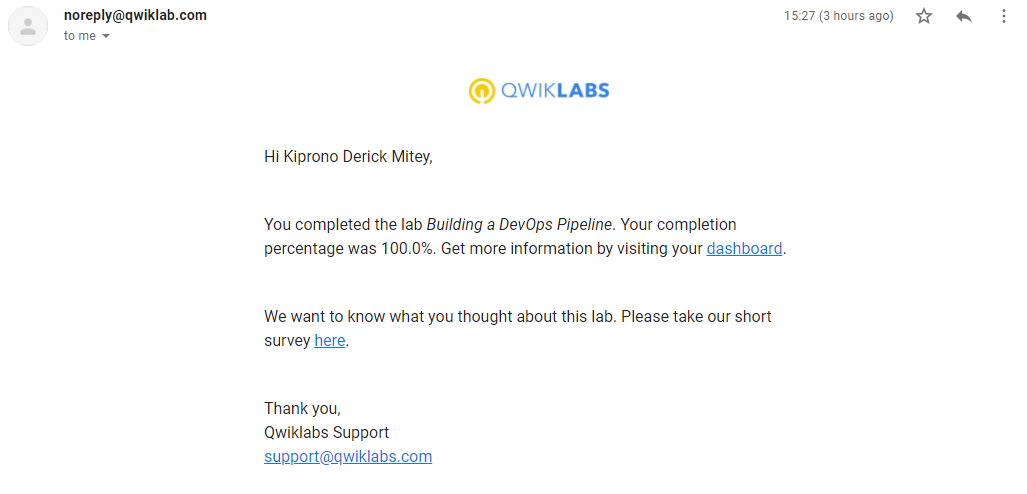 noreply@qwiklab.com
15:27 (3 hours ago)
to me
QWIKLABS
Hi Kiprono Derick Mitey,
You completed the lab Building a DevOps Pipeline. Your completion
percentage was 100.0%. Get more information by visiting your dashboard.
We want to know what you thought about this lab. Please take our short
survey here.
Thank you,
Qwiklabs Support
support@qwiklabs.com